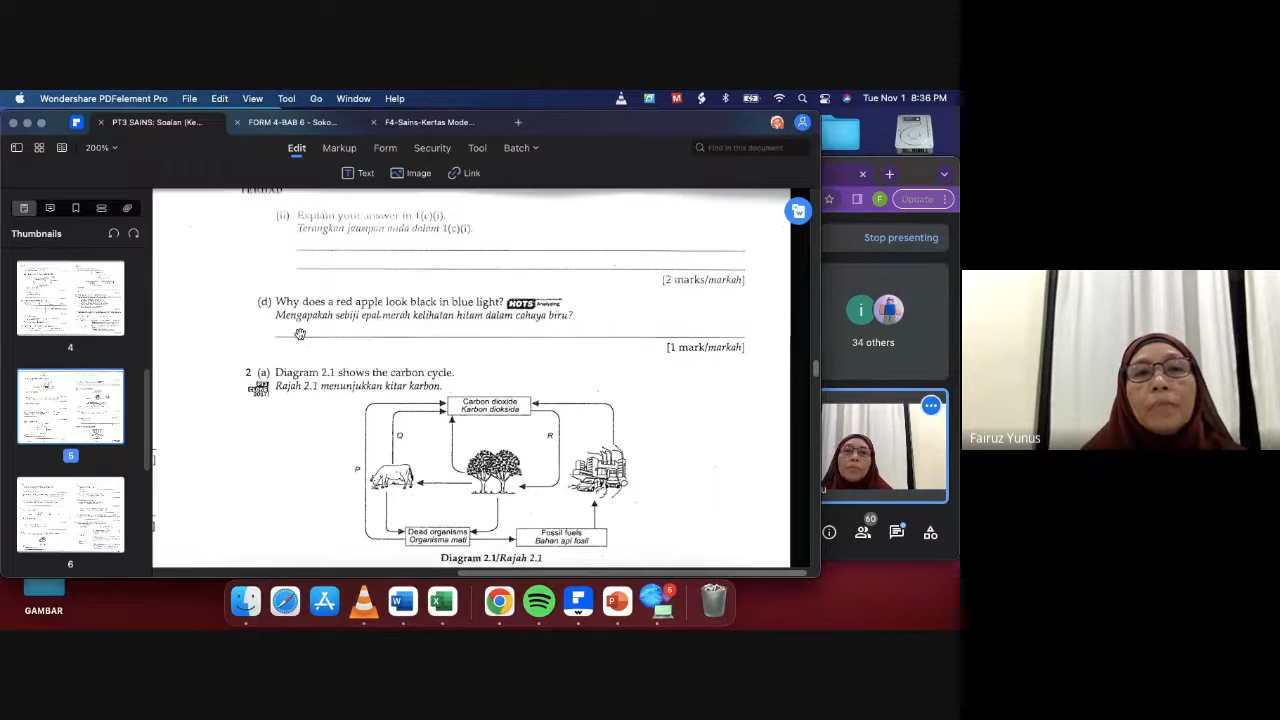 Wondershare PDFelement Pro File Edit View Tool Go Window Help
Tue Nov 1 8:36 PM
PT3 SAINS: Soalan (Ke... FORM 4-BAB 6 - Soko... F4-Sains-Kertas Mode...
200%
Edit Markup Form Security Tool Batch
Find in this document
Text Image Link
Update
Stop presenting
Thumbnails
4
5
6
(ii) Explain your answer in 1(c)(i).
Terangkan jawapan anda dalam 1(c)(i).
[2 marks/markah]
(d) Why does a red apple look black in blue light? HOTS Analysing
Mengapakah sebiji epal merah kelihatan hitam dalam cahaya biru?
[1 mark/markah]
2 (a) Diagram 2.1 shows the carbon cycle.
Rajah 2.1 menunjukkan kitar karbon.
PT3
CLONE
2017
Carbon dioxide
Karbon dioksida
Q
R
P
Dead organisms
Organisma mati
Fossil fuels
Bahan api fosil
Diagram 2.1/Rajah 2.1
i
34 others
60
Fairuz Yunus
F
5
GAMBAR